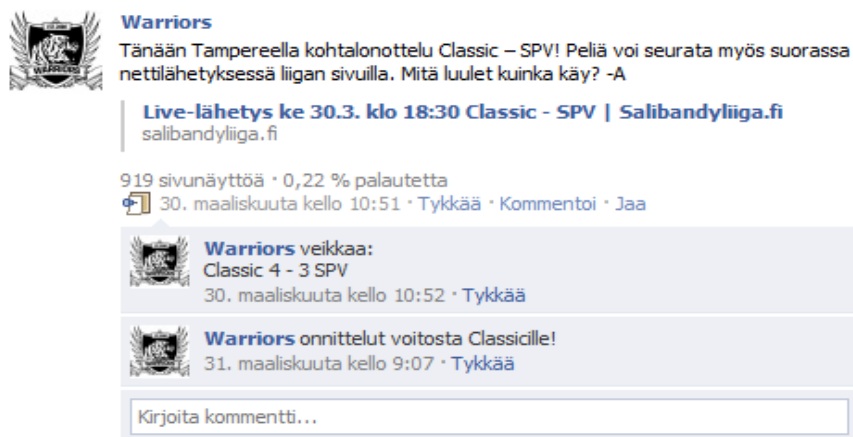 Warriors
Tänään Tampereella kohtalonottelu Classic – SPV! Peliä voi seurata myös suorassa
nettilähetyksessä liigan sivuilla. Mitä luulet kuinka käy? -A
Live-lähetys ke 30.3. klo 18:30 Classic - SPV | Salibandyliiga.fi
salibandyliiga.fi
919 sivunäyttöä · 0,22 % palautetta
30. maaliskuuta kello 10:51 · Tykkää · Kommentoi · Jaa
Warriors veikkaa:
Classic 4 - 3 SPV
30. maaliskuuta kello 10:52 · Tykkää
Warriors onnittelut voitosta Classicille!
31. maaliskuuta kello 9:07 · Tykkää
Kirjoita kommentti...